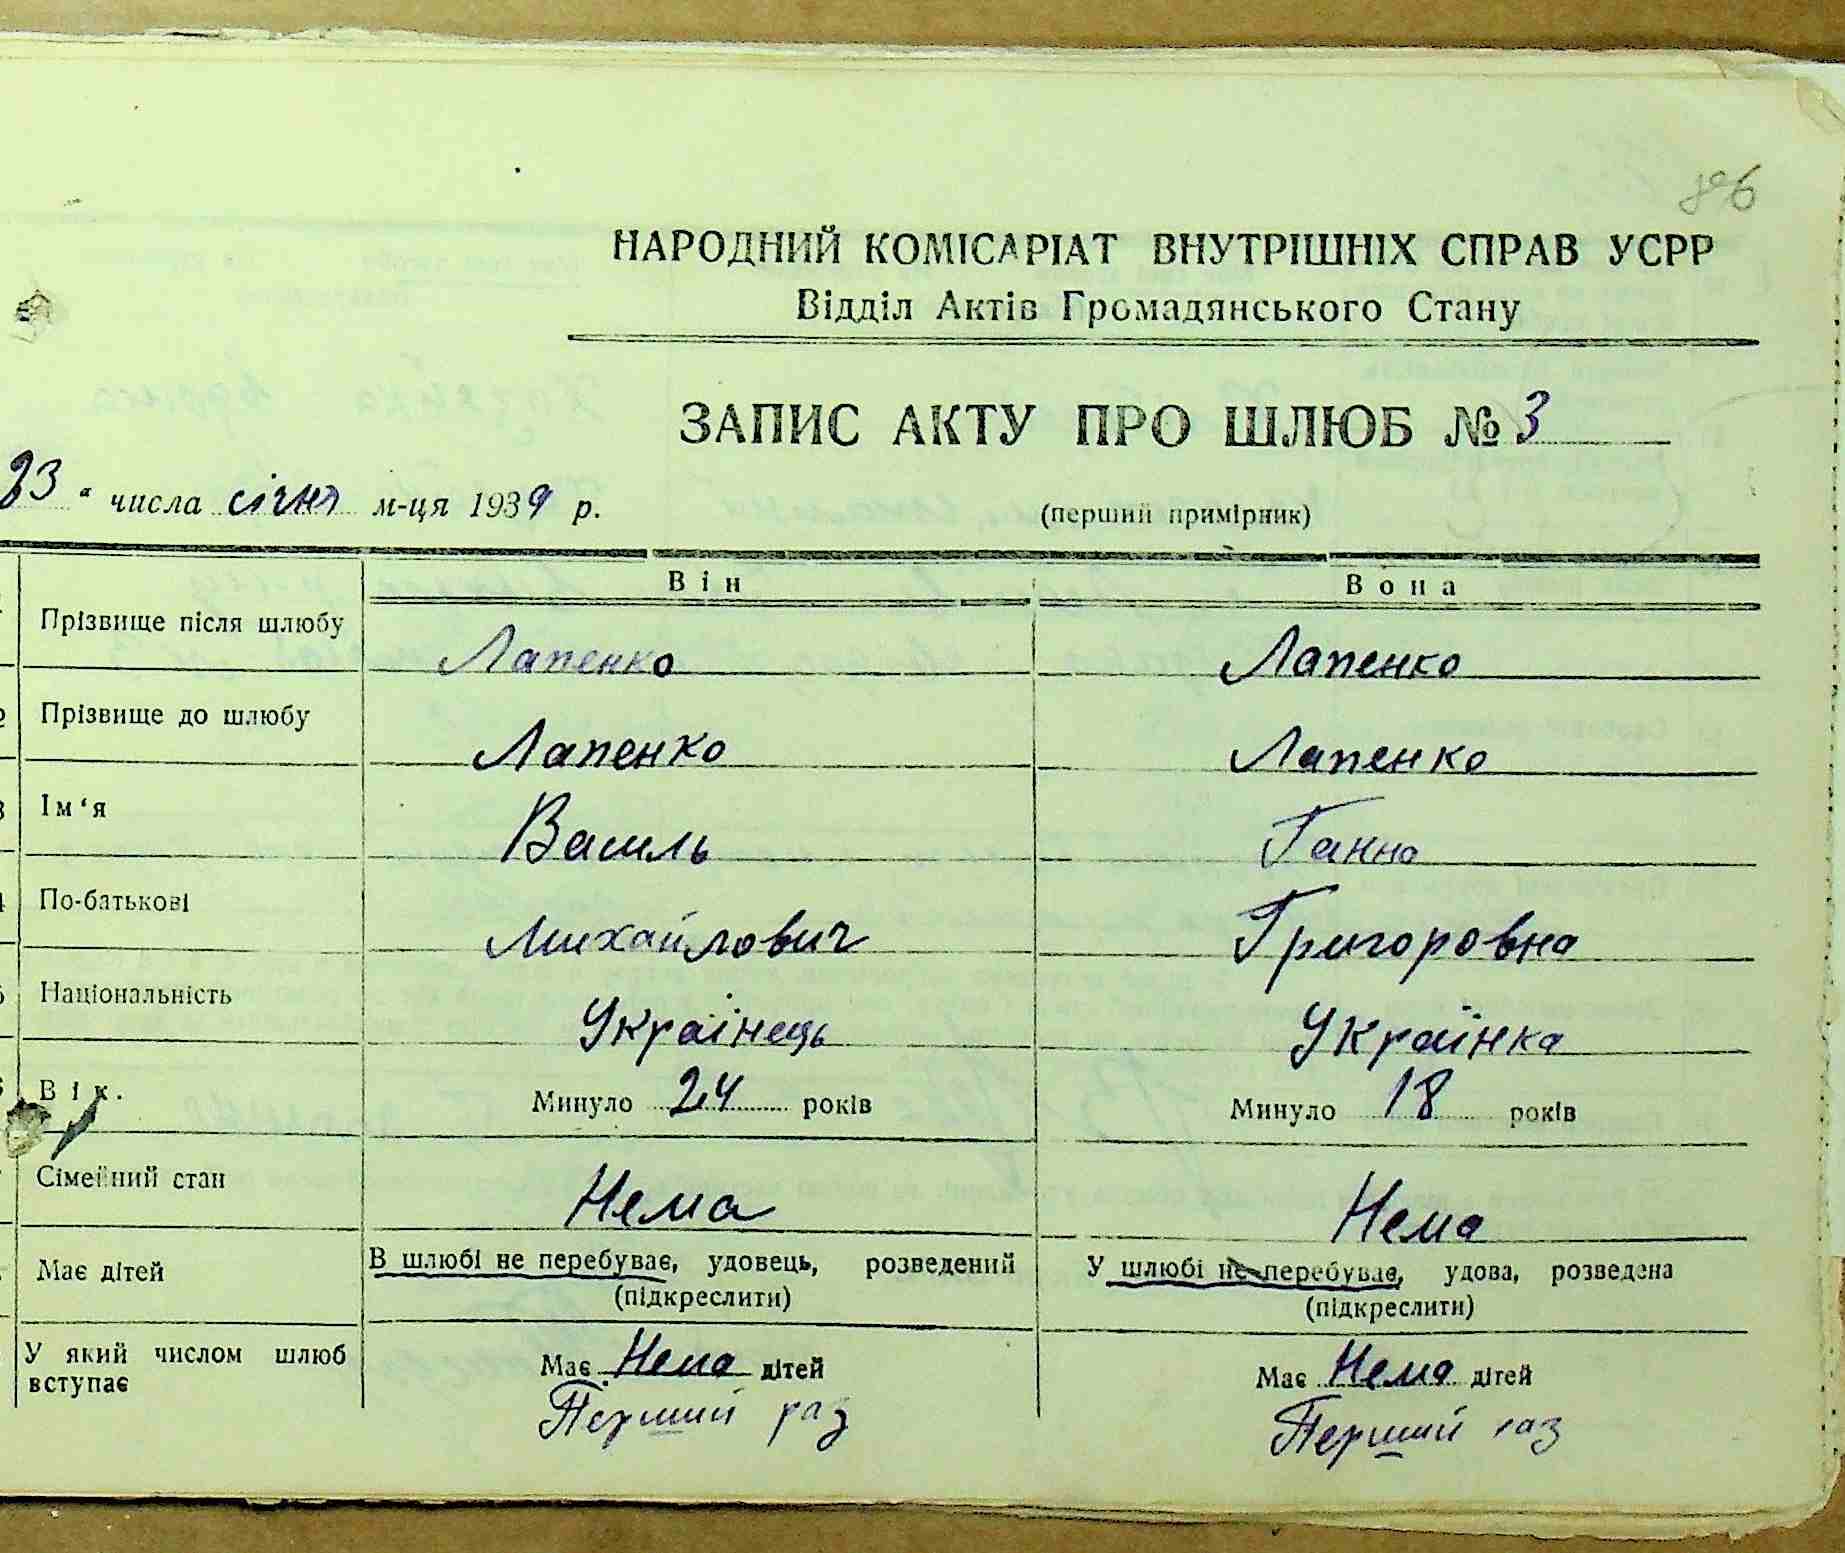 НАРОДНИЙ КОМІСАРІАТ ВНУТРІШНІХ СПРАВ УСРР
Відділ Актів Громадянського Стану
ЗАПИС АКТУ ПРО ШЛЮБ № 3
23 " числа січня м-ця 1939 р.
(перший примірник)
Він Вона
Прізвище після шлюбу Лапенко Лапенко
Прізвище до шлюбу Лапенко Лапенко
Ім'я Василь Ганна
По-батькові Михайлович Григоровна
Національність Українець Українка
Вік. Минуло 24 років Минуло 18 років
Сімейний стан Нема Нема
Має дітей В шлюбі не перебуває, удовець, розведений У шлюбі не перебуває, удова, розведена
(підкреслити) (підкреслити)
У який числом шлюб вступає Має Нема дітей Має Нема дітей
Перший раз Перший раз